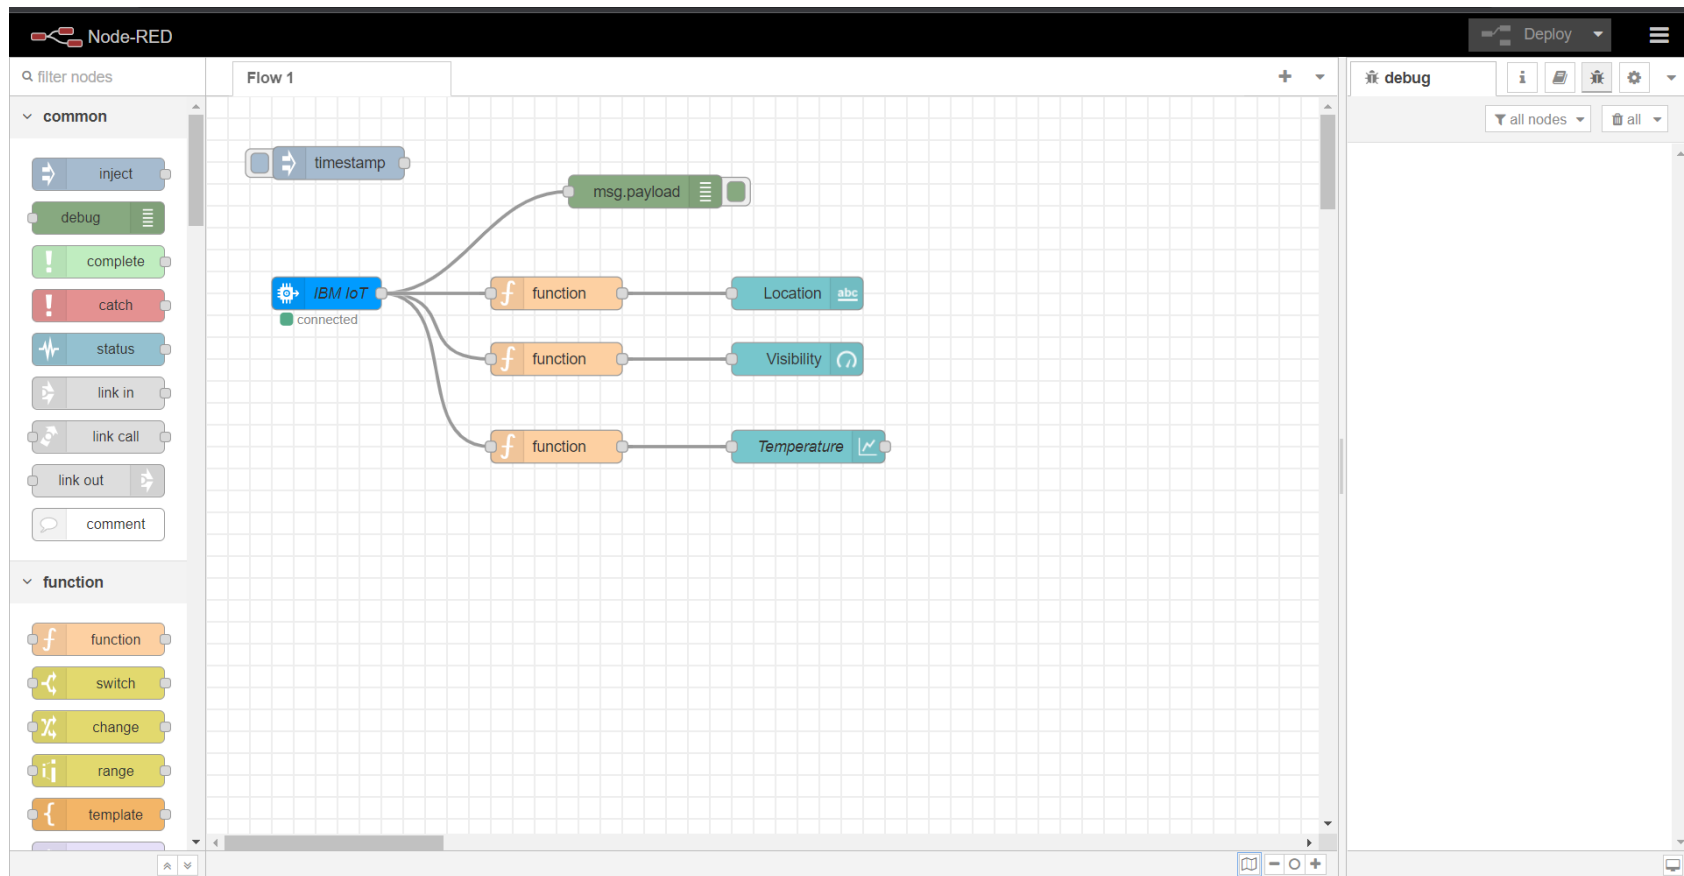 Node-RED
Deploy
filter nodes
Flow 1
debug
i
all nodes
all
common
inject
debug
complete
catch
status
link in
link call
link out
comment
function
function
switch
change
range
template
timestamp
msg.payload
IBM IoT
connected
function
Location
abc
function
Visibility
function
Temperature